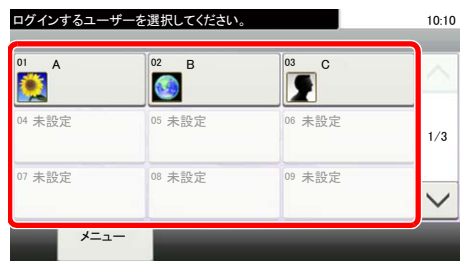 ログインするユーザーを選択してください。 10:10
01 A 02 B 03 C
04 未設定 05 未設定 06 未設定
1/3
07 未設定 08 未設定 09 未設定
メニュー